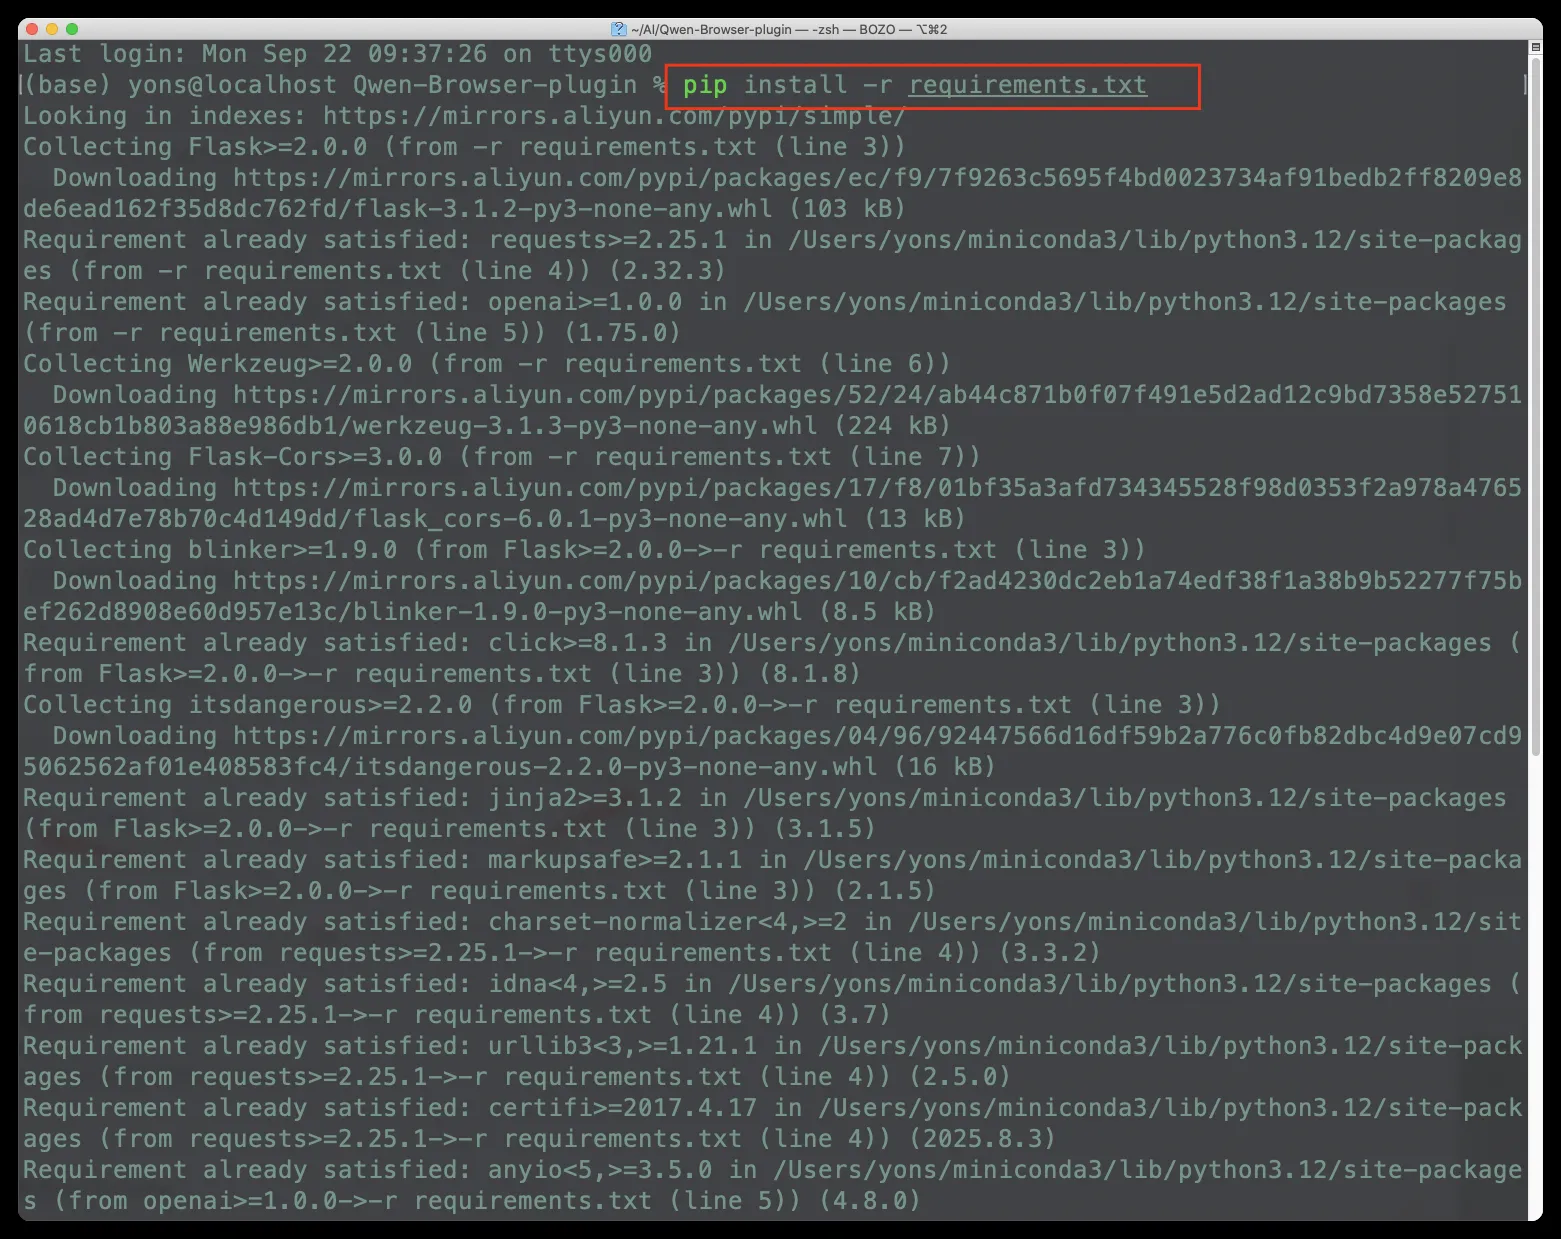 ~/AI/Qwen-Browser-plugin — -zsh — BOZO — ⌥⌘2
Last login: Mon Sep 22 09:37:26 on ttys000
(base) yons@localhost Qwen-Browser-plugin % pip install -r requirements.txt
Looking in indexes: https://mirrors.aliyun.com/pypi/simple/
Collecting Flask>=2.0.0 (from -r requirements.txt (line 3))
  Downloading https://mirrors.aliyun.com/pypi/packages/ec/f9/7f9263c5695f4bd0023734af91bedb2ff8209e8
de6ead162f35d8dc762fd/flask-3.1.2-py3-none-any.whl (103 kB)
Requirement already satisfied: requests>=2.25.1 in /Users/yons/miniconda3/lib/python3.12/site-packag
es (from -r requirements.txt (line 4)) (2.32.3)
Requirement already satisfied: openai>=1.0.0 in /Users/yons/miniconda3/lib/python3.12/site-packages
(from -r requirements.txt (line 5)) (1.75.0)
Collecting Werkzeug>=2.0.0 (from -r requirements.txt (line 6))
  Downloading https://mirrors.aliyun.com/pypi/packages/52/24/ab44c871b0f07f491e5d2ad12c9bd7358e52751
0618cb1b803a88e986db1/werkzeug-3.1.3-py3-none-any.whl (224 kB)
Collecting Flask-Cors>=3.0.0 (from -r requirements.txt (line 7))
  Downloading https://mirrors.aliyun.com/pypi/packages/17/f8/01bf35a3afd734345528f98d0353f2a978a4765
28ad4d7e78b70c4d149dd/flask_cors-6.0.1-py3-none-any.whl (13 kB)
Collecting blinker>=1.9.0 (from Flask>=2.0.0->-r requirements.txt (line 3))
  Downloading https://mirrors.aliyun.com/pypi/packages/10/cb/f2ad4230dc2eb1a74edf38f1a38b9b52277f75b
ef262d8908e60d957e13c/blinker-1.9.0-py3-none-any.whl (8.5 kB)
Requirement already satisfied: click>=8.1.3 in /Users/yons/miniconda3/lib/python3.12/site-packages (
from Flask>=2.0.0->-r requirements.txt (line 3)) (8.1.8)
Collecting itsdangerous>=2.2.0 (from Flask>=2.0.0->-r requirements.txt (line 3))
  Downloading https://mirrors.aliyun.com/pypi/packages/04/96/92447566d16df59b2a776c0fb82dbc4d9e07cd9
5062562af01e408583fc4/itsdangerous-2.2.0-py3-none-any.whl (16 kB)
Requirement already satisfied: jinja2>=3.1.2 in /Users/yons/miniconda3/lib/python3.12/site-packages
(from Flask>=2.0.0->-r requirements.txt (line 3)) (3.1.5)
Requirement already satisfied: markupsafe>=2.1.1 in /Users/yons/miniconda3/lib/python3.12/site-packa
ges (from Flask>=2.0.0->-r requirements.txt (line 3)) (2.1.5)
Requirement already satisfied: charset-normalizer<4,>=2 in /Users/yons/miniconda3/lib/python3.12/sit
e-packages (from requests>=2.25.1->-r requirements.txt (line 4)) (3.3.2)
Requirement already satisfied: idna<4,>=2.5 in /Users/yons/miniconda3/lib/python3.12/site-packages (
from requests>=2.25.1->-r requirements.txt (line 4)) (3.7)
Requirement already satisfied: urllib3<3,>=1.21.1 in /Users/yons/miniconda3/lib/python3.12/site-pack
ages (from requests>=2.25.1->-r requirements.txt (line 4)) (2.5.0)
Requirement already satisfied: certifi>=2017.4.17 in /Users/yons/miniconda3/lib/python3.12/site-pack
ages (from requests>=2.25.1->-r requirements.txt (line 4)) (2025.8.3)
Requirement already satisfied: anyio<5,>=3.5.0 in /Users/yons/miniconda3/lib/python3.12/site-package
s (from openai>=1.0.0->-r requirements.txt (line 5)) (4.8.0)